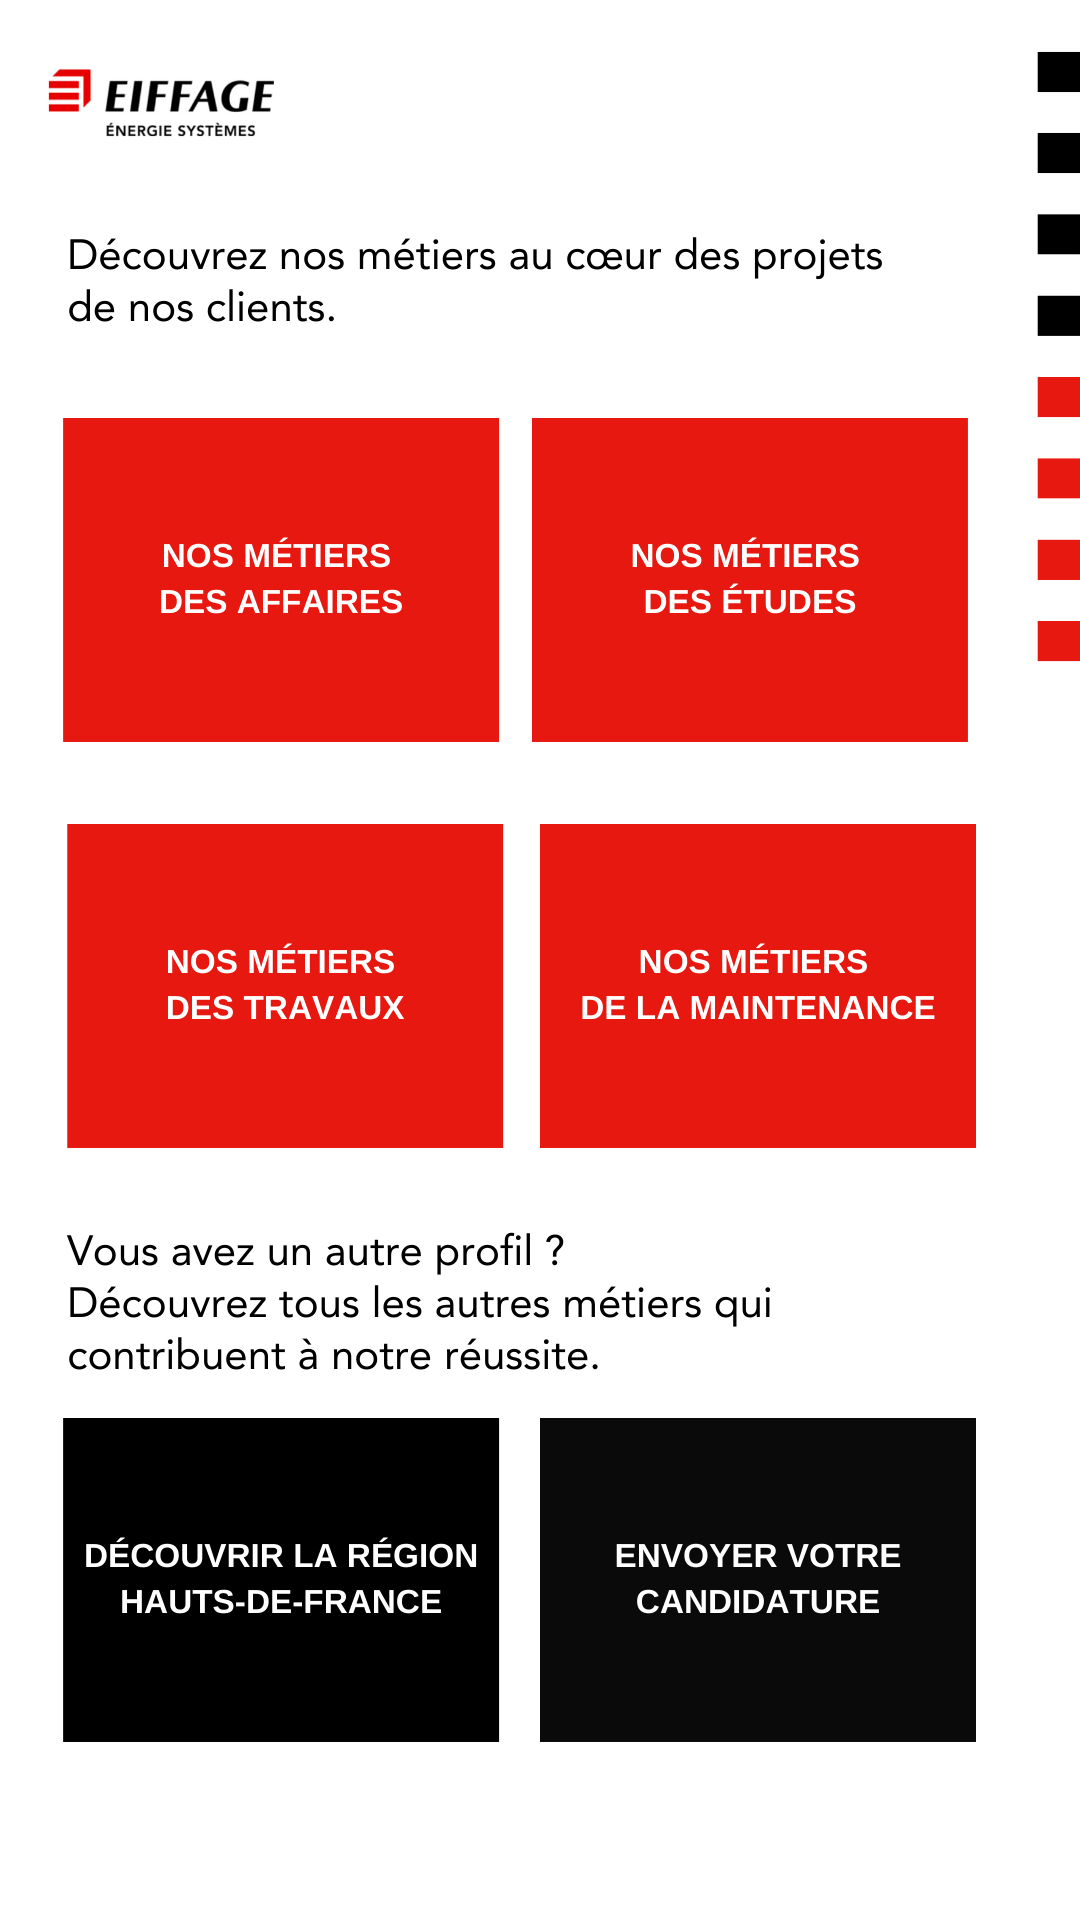 EIFFAGE
ÉNERGIE SYSTÈMES
Découvrez nos métiers au cœur des projets
de nos clients.
NOS MÉTIERS
DES AFFAIRES
NOS MÉTIERS
DES ÉTUDES
NOS MÉTIERS
DES TRAVAUX
NOS MÉTIERS
DE LA MAINTENANCE
Vous avez un autre profil ?
Découvrez tous les autres métiers qui
contribuent à notre réussite.
DÉCOUVRIR LA RÉGION
HAUTS-DE-FRANCE
ENVOYER VOTRE
CANDIDATURE